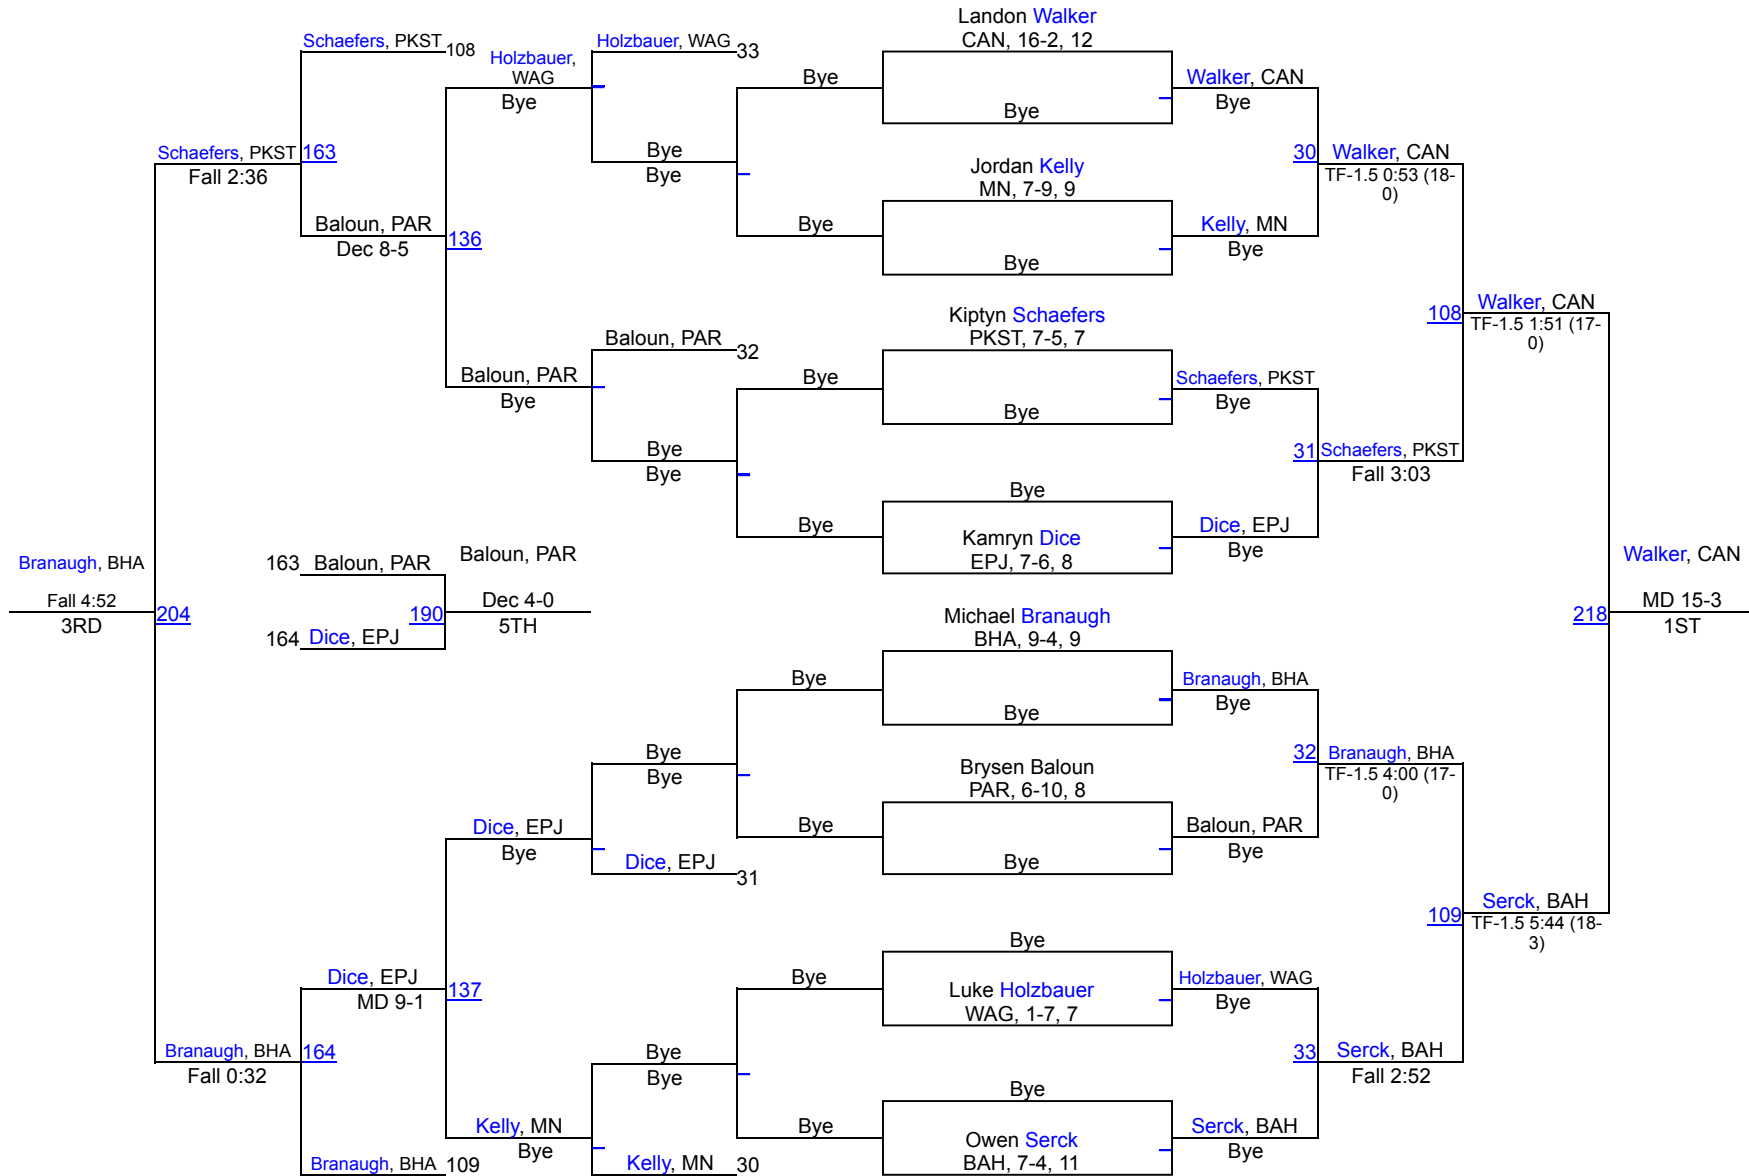 Landon Walker
CAN, 16-2, 12
Schaefers, PKST 108
Holzbauer, WAG 33
Holzbauer,
WAG
Bye
Bye
Walker, CAN
Bye
Bye
Schaefers, PKST 163
Fall 2:36
Bye
Bye
Jordan Kelly
MN, 7-9, 9
30 Walker, CAN
TF-1.5 0:53 (18-
0)
Baloun, PAR
Dec 8-5
136
Bye
Kelly, MN
Bye
Bye
Kiptyn Schaefers
PKST, 7-5, 7
108
Walker, CAN
TF-1.5 1:51 (17-
0)
Baloun, PAR 32
Baloun, PAR
Bye
Bye
Schaefers, PKST
Bye
Bye
Bye
Bye
31 Schaefers, PKST
Fall 3:03
Bye
Bye
Kamryn Dice
EPJ, 7-6, 8
Dice, EPJ
Bye
Branaugh, BHA
Fall 4:52
3RD
204
163 Baloun, PAR
Baloun, PAR
190
Dec 4-0
5TH
164 Dice, EPJ
Walker, CAN
218
MD 15-3
1ST
Michael Branaugh
BHA, 9-4, 9
Bye
Branaugh, BHA
Bye
Bye
Bye
Bye
Brysen Baloun
PAR, 6-10, 8
32 Branaugh, BHA
TF-1.5 4:00 (17-
0)
Dice, EPJ
Bye
Bye
Baloun, PAR
Bye
Bye
Dice, EPJ 31
109
Serck, BAH
TF-1.5 5:44 (18-
3)
Bye
Dice, EPJ
MD 9-1
137
Bye
Luke Holzbauer
WAG, 1-7, 7
Holzbauer, WAG
Bye
Branaugh, BHA 164
Fall 0:32
Bye
Bye
33 Serck, BAH
Fall 2:52
Bye
Kelly, MN
Bye
Bye
Owen Serck
BAH, 7-4, 11
Serck, BAH
Bye
Branaugh, BHA 109
Kelly, MN 30